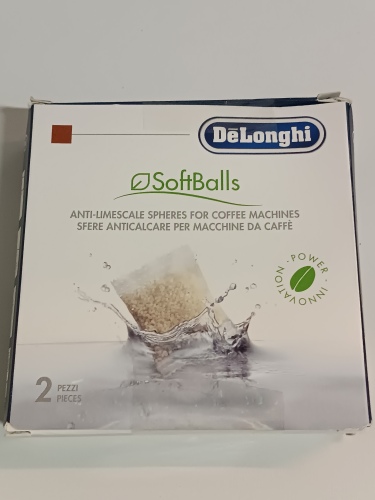 DeLonghi
SoftBalls
ANTI-LIMESCALE SPHERES FOR COFFEE MACHINES
SFERE ANTICALCARE PER MACCHINE DA CAFFÈ
· POWER · INNOVATION
2 PEZZI
PIECES